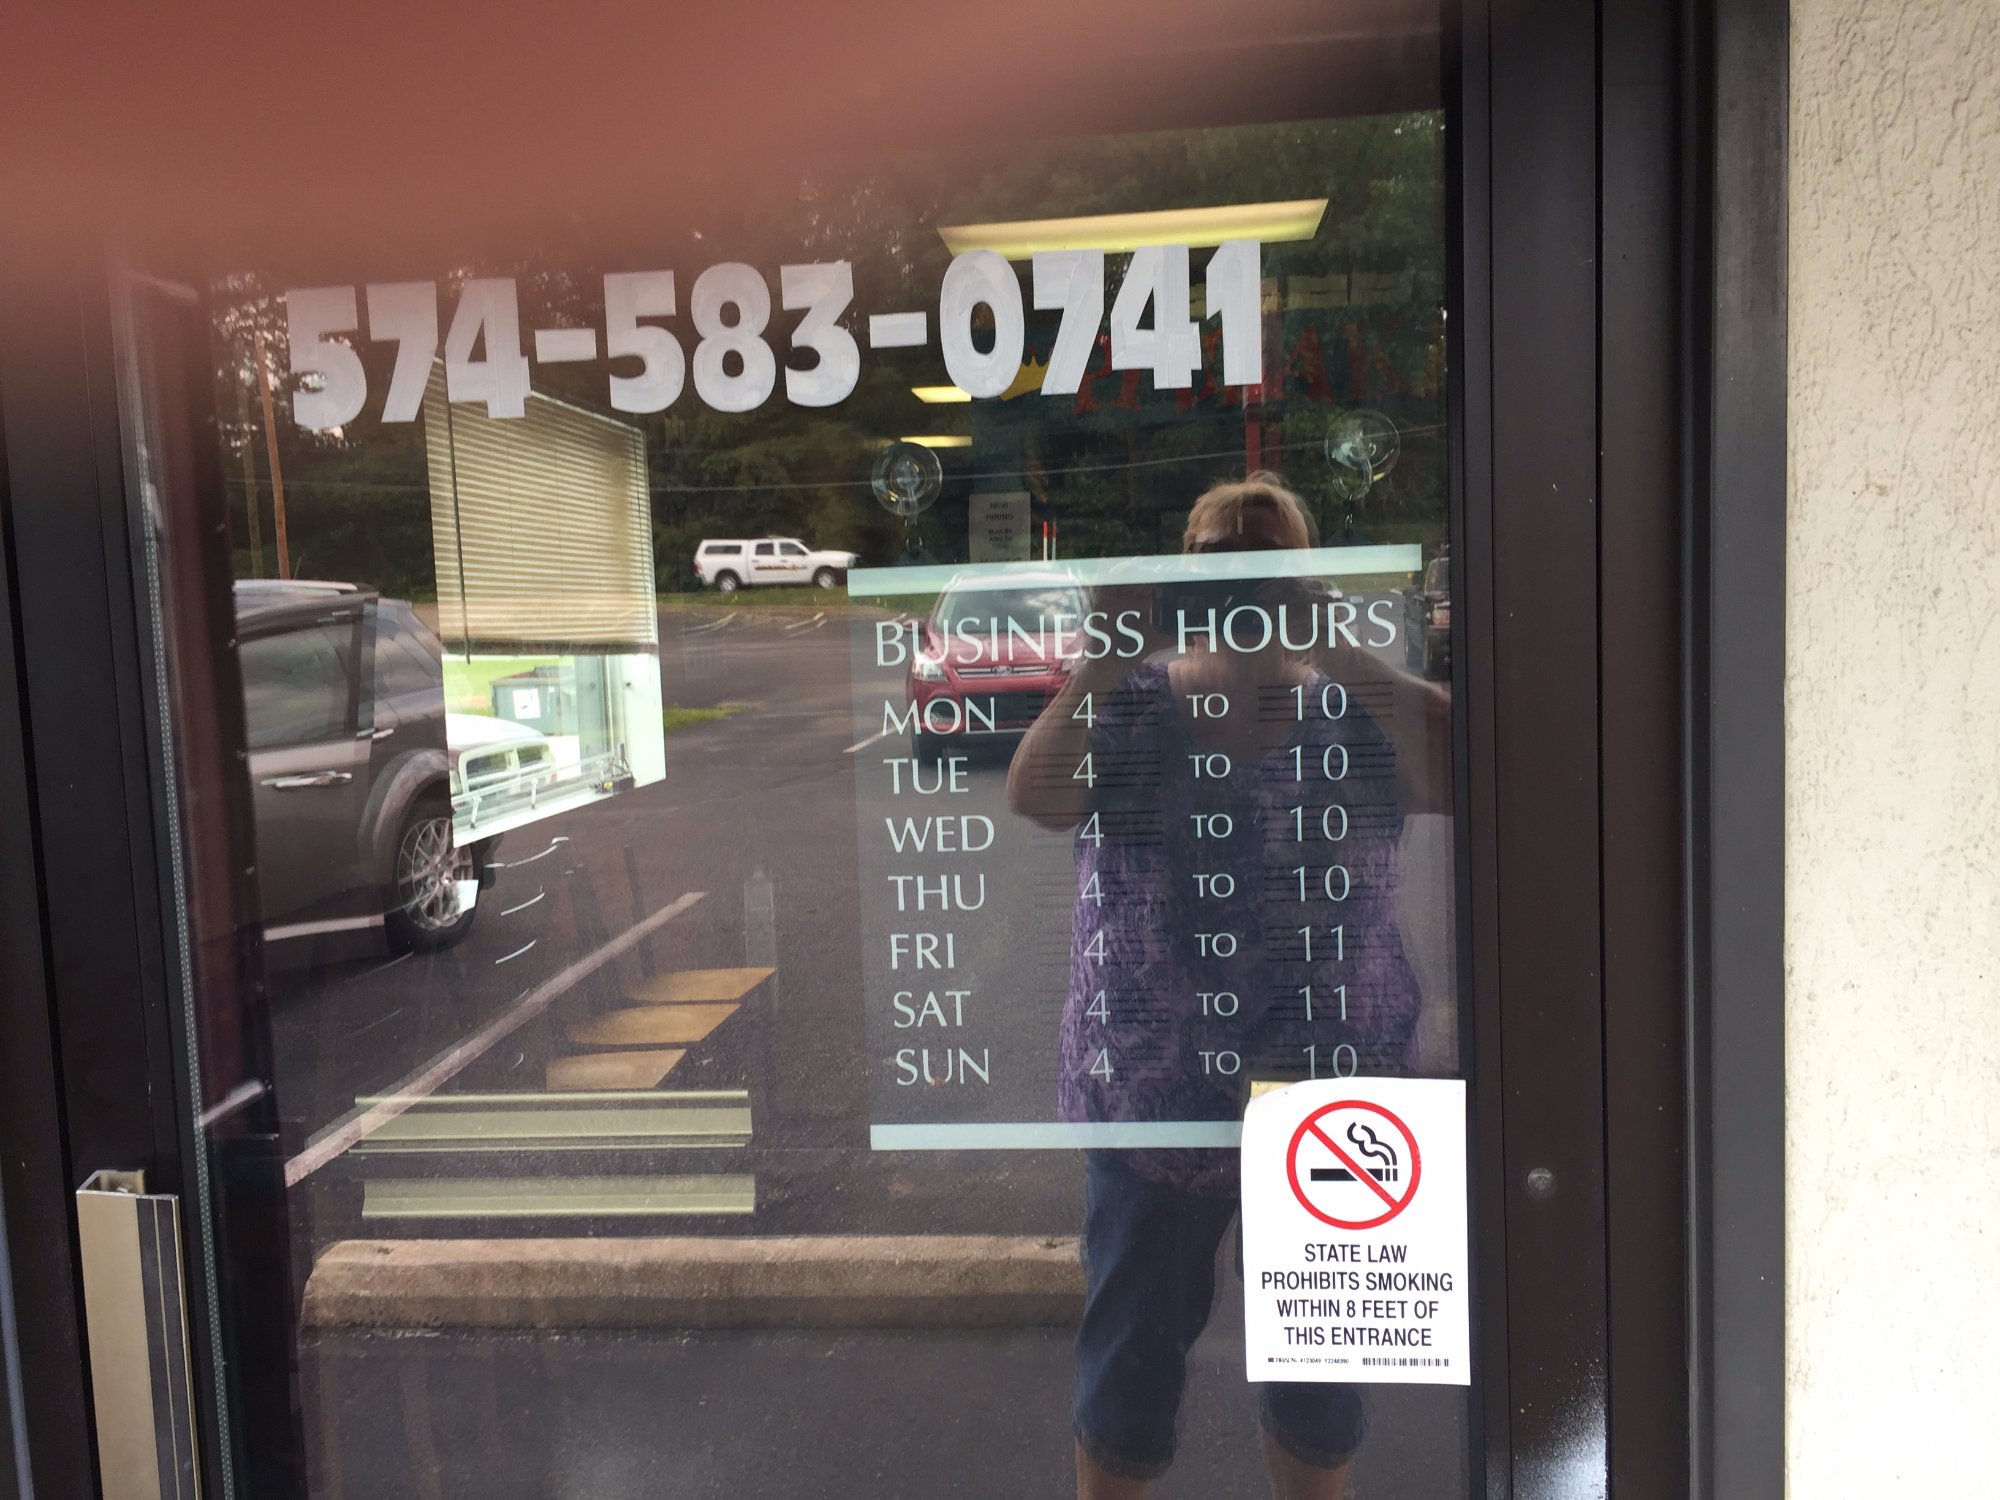 574-583-0741
NOW
HIRING
BUSINESS HOURS
MON 4 TO 10
TUE 4 TO 10
WED 4 TO 10
THU 4 TO 10
FRI 4 TO 11
SAT 4 TO 11
SUN 4 TO 10
STATE LAW
PROHIBITS SMOKING
WITHIN 8 FEET OF
THIS ENTRANCE